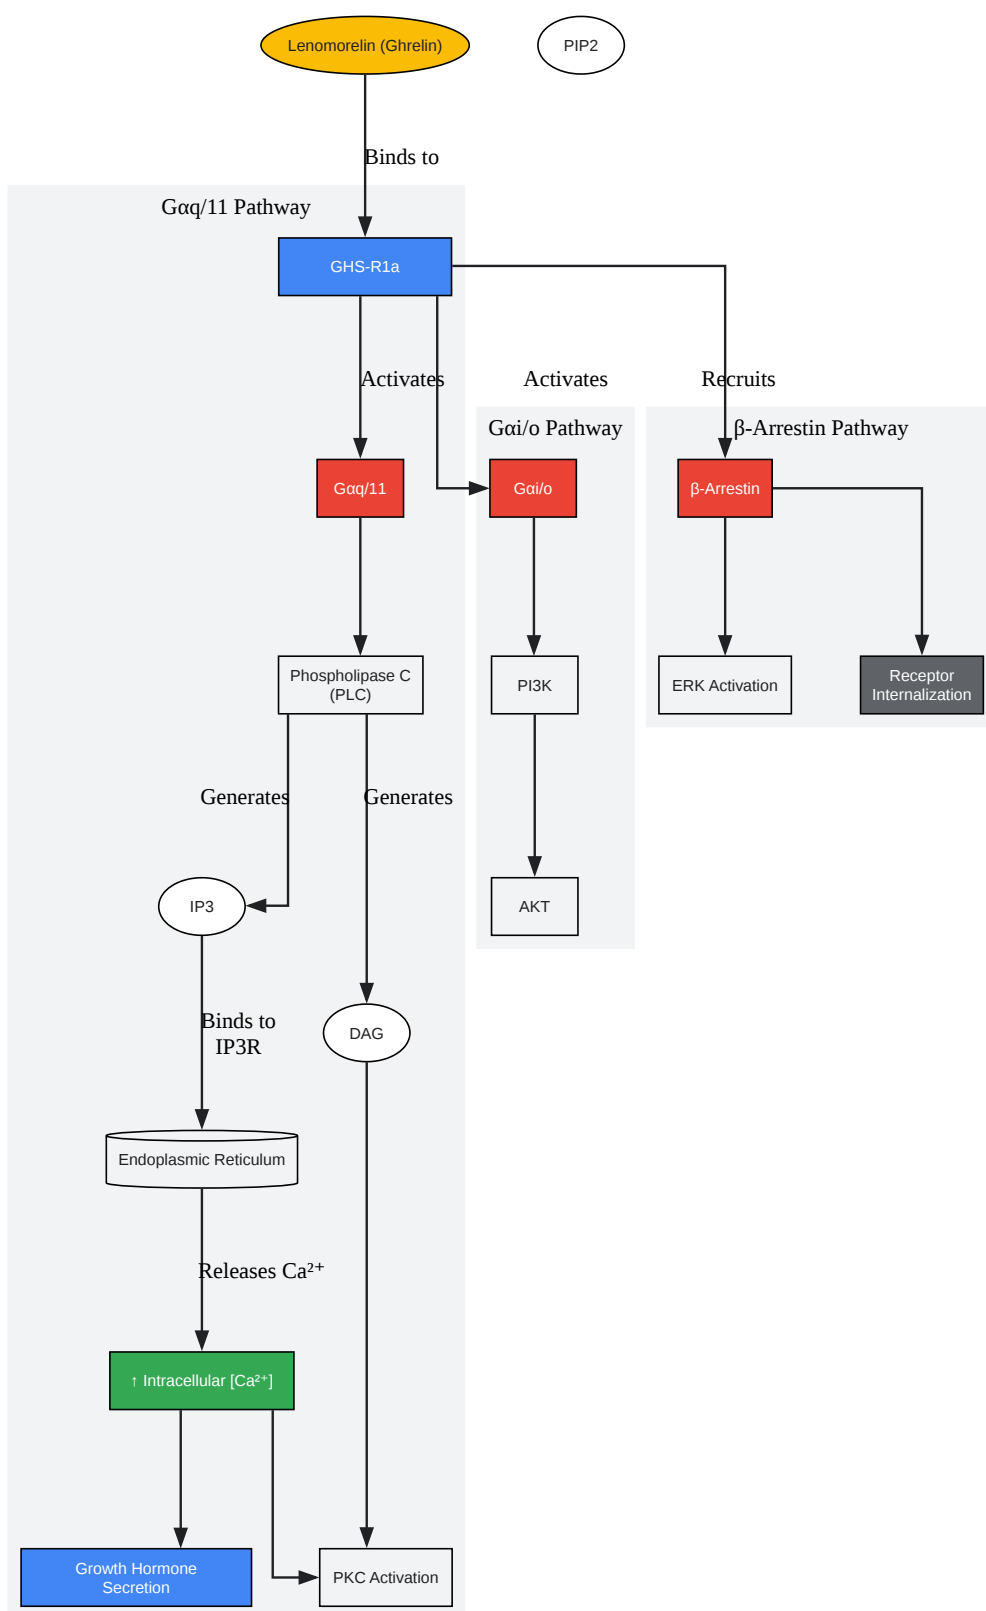 Lenomorelin (Ghrelin)
PIP2
Binds to
Gαq/11 Pathway
GHS-R1a
Activates
Activates
Recruits
Gαi/o Pathway
β-Arrestin Pathway
Gαq/11
Gαi/o
β-Arrestin
Phospholipase C
(PLC)
PI3K
ERK Activation
Receptor
Internalization
Generates
Generates
IP3
AKT
Binds to
IP3R
DAG
Endoplasmic Reticulum
Releases Ca²⁺
↑ Intracellular [Ca²⁺]
Growth Hormone
Secretion
PKC Activation